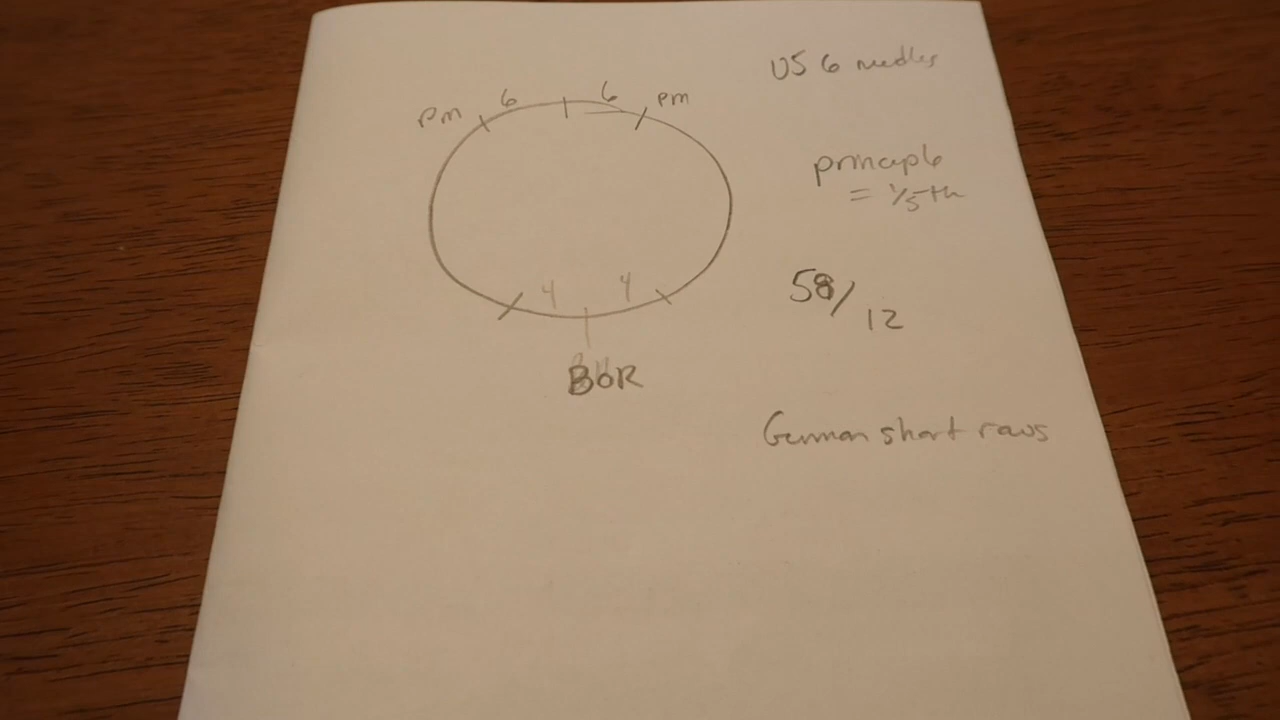 US 6 needles
Pm 6 6 pm
principle
= 1/5th
58/12
4 4
BOR
German short rows